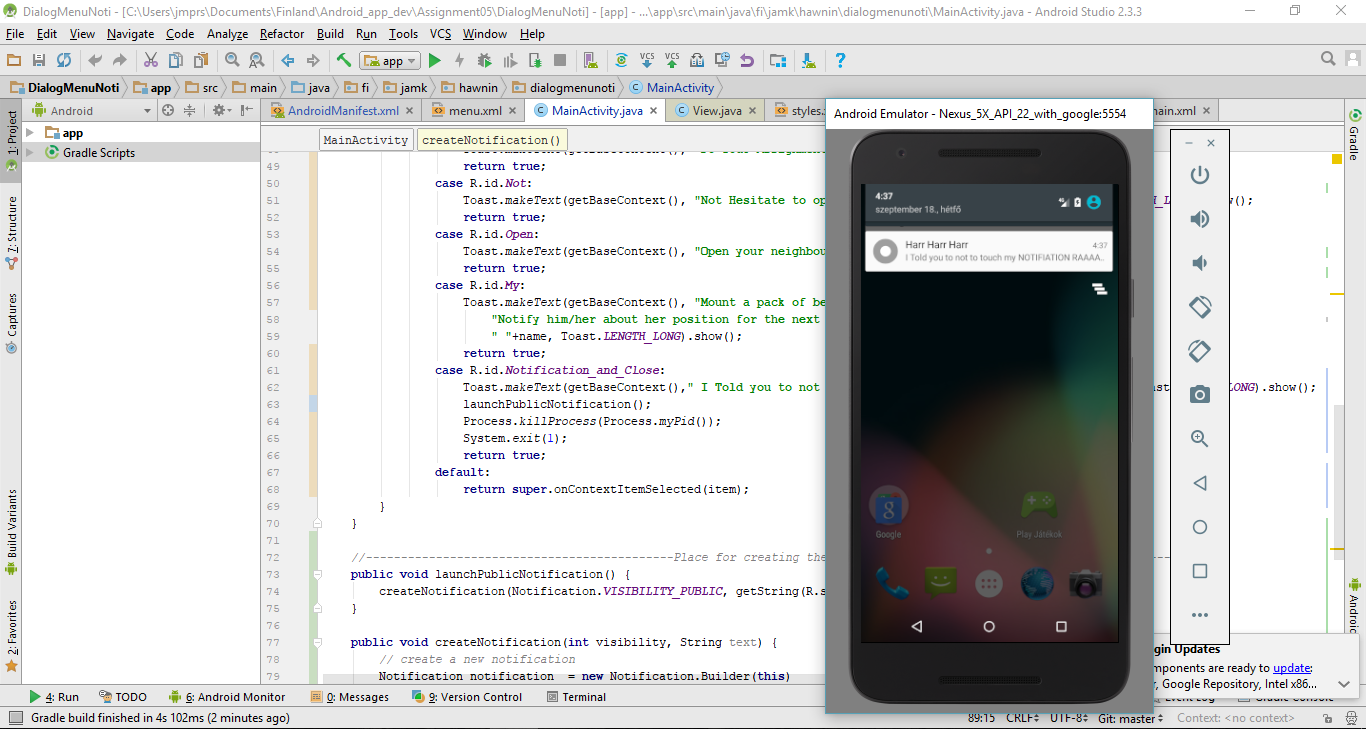 DialogMenuNoti - [C:\Users\jmprs\Documents\Finland\Android_app_dev\Assignment05\DialogMenuNoti] - [app] - ...\app\src\main\java\fi\jamk\hawnin\dialogmenunoti\MainActivity.java - Android Studio 2.3.3
File Edit View Navigate Code Analyze Refactor Build Run Tools VCS Window Help
app
DialogMenuNoti app src main java fi jamk hawnin dialogmenunoti MainActivity
Android
AndroidManifest.xml menu.xml MainActivity.java View.java styles. main.xml
app
Gradle Scripts
1: Project
7: Structure
Captures
Build Variants
2: Favorites
MainActivity createNotification()
49 return true;
50 case R.id.Not:
51 Toast.makeText(getBaseContext(), "Not Hesitate to op
52 return true;
53 case R.id.Open:
54 Toast.makeText(getBaseContext(), "Open your neighbou
55 return true;
56 case R.id.My:
57 Toast.makeText(getBaseContext(), "Mount a pack of be
58 "Notify him/her about her position for the next
59 " "+name, Toast.LENGTH_LONG).show();
60 return true;
61 case R.id.Notification_and_Close:
62 Toast.makeText(getBaseContext()," I Told you to not ONG).show();
63 launchPublicNotification();
64 Process.killProcess(Process.myPid());
65 System.exit(1);
66 return true;
67 default:
68 return super.onContextItemSelected(item);
69 }
70 }
71
72 //--------------------------------------------Place for creating the
73 public void launchPublicNotification() {
74 createNotification(Notification.VISIBILITY_PUBLIC, getString(R.s
75 }
76
77 public void createNotification(int visibility, String text) {
78 // create a new notification
79 Notification notification = new Notification.Builder(this)
Android Emulator - Nexus_5X_API_22_with_google:5554
4:37
szeptember 18., hétfő
Harr Harr Harr 4:37
I Told you to not to touch my NOTIFIATION RAAAA..
Google Play Játékok
Gradle
Androi
gin Updates
mponents are ready to update:
r, Google Repository, Intel x86...
4: Run TODO 6: Android Monitor 0: Messages 9: Version Control Terminal Event Log Gradle Console
Gradle build finished in 4s 102ms (2 minutes ago) 89:15 CRLF UTF-8 Git: master Context: <no context>